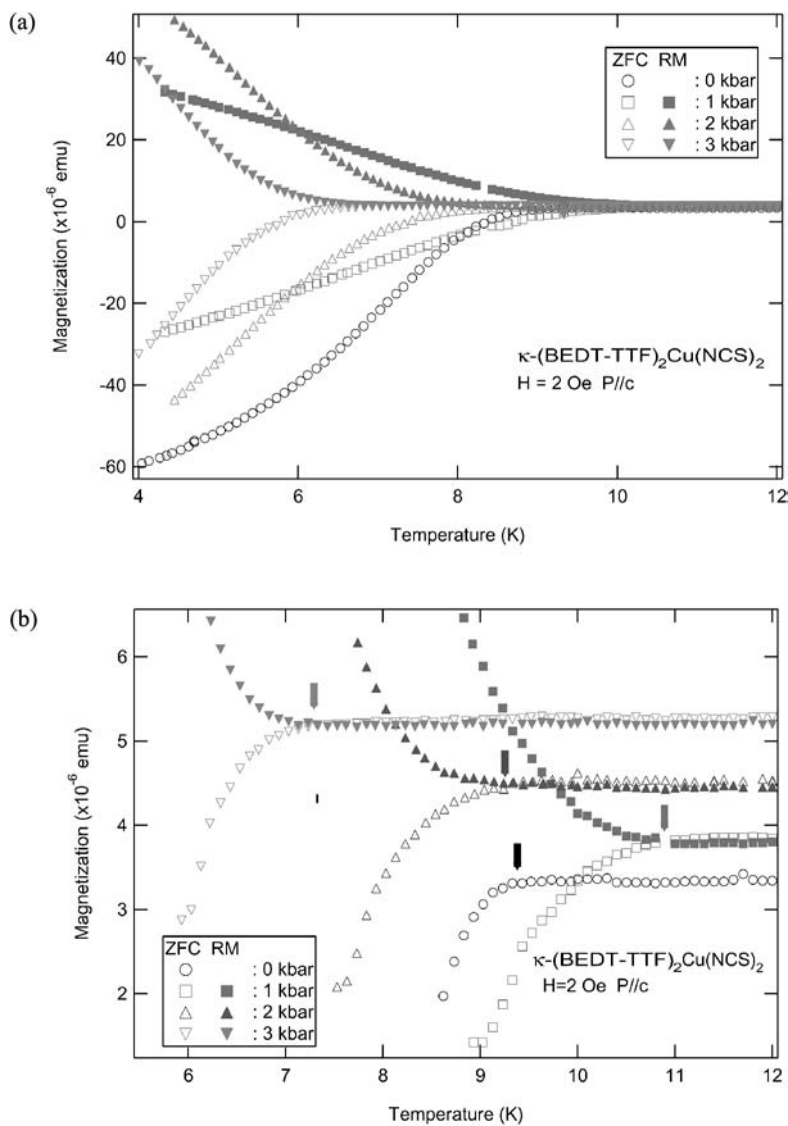 (a)
40
20
0
-20
-40
-60
Magnetization (x10⁻⁶ emu)
ZFC RM
: 0 kbar
: 1 kbar
: 2 kbar
: 3 kbar
κ-(BEDT-TTF)₂Cu(NCS)₂
H = 2 Oe P//c
4 6 8 10 12
Temperature (K)
(b)
6
5
4
3
2
Magnetization (x10⁻⁶ emu)
ZFC RM
: 0 kbar
: 1 kbar
: 2 kbar
: 3 kbar
κ-(BEDT-TTF)₂Cu(NCS)₂
H=2 Oe P//c
6 7 8 9 10 11 12
Temperature (K)